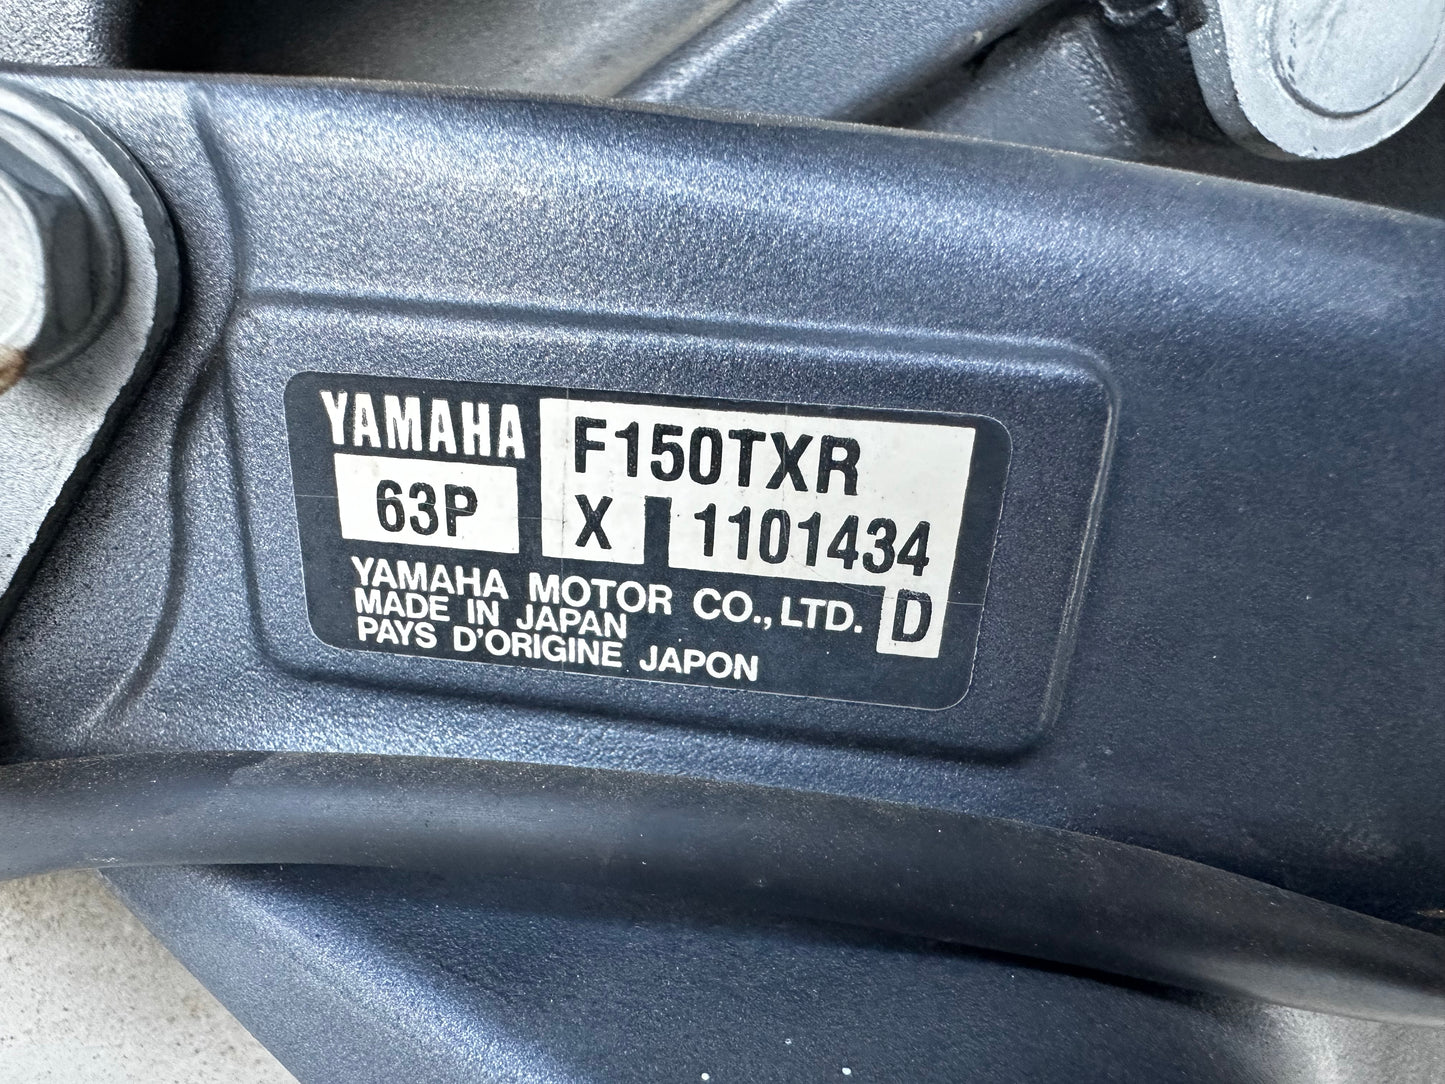 YAMAHA F150TXR
63P X 1101434
YAMAHA MOTOR CO., LTD. D
MADE IN JAPAN
PAYS D'ORIGINE JAPON